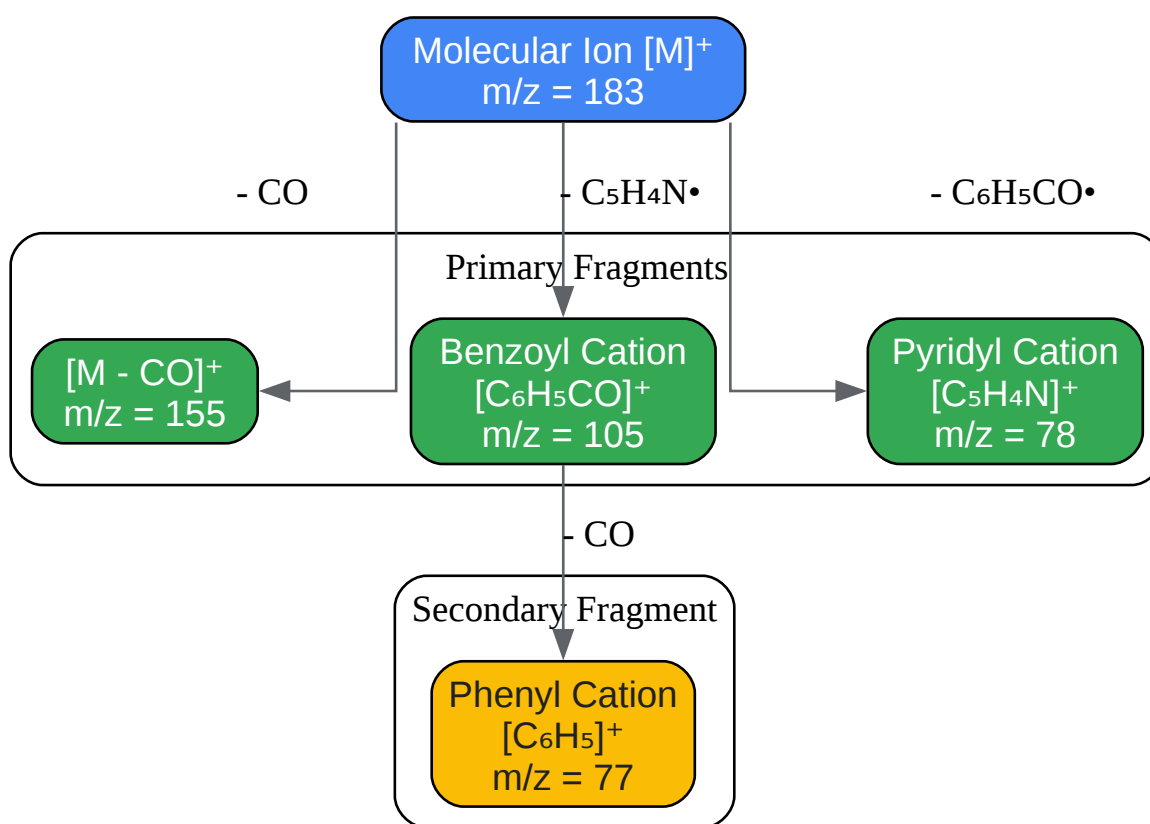 Molecular Ion [M]⁺
m/z = 183
- CO
- C₅H₄N•
- C₆H₅CO•
Primary Fragments
[M - CO]⁺
m/z = 155
Benzoyl Cation
[C₆H₅CO]⁺
m/z = 105
Pyridyl Cation
[C₅H₄N]⁺
m/z = 78
- CO
Secondary Fragment
Phenyl Cation
[C₆H₅]⁺
m/z = 77